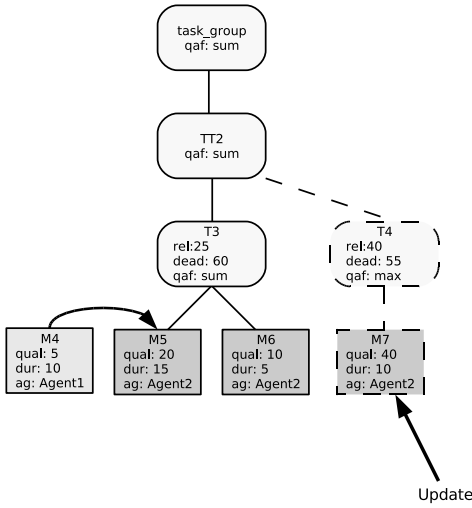 task_group
qaf: sum
TT2
qaf: sum
T3
rel:25
dead: 60
qaf: sum
T4
rel:40
dead: 55
qaf: max
M4
qual: 5
dur: 10
ag: Agent1
M5
qual: 20
dur: 15
ag: Agent2
M6
qual: 10
dur: 5
ag: Agent2
M7
qual: 40
dur: 10
ag: Agent2
Update